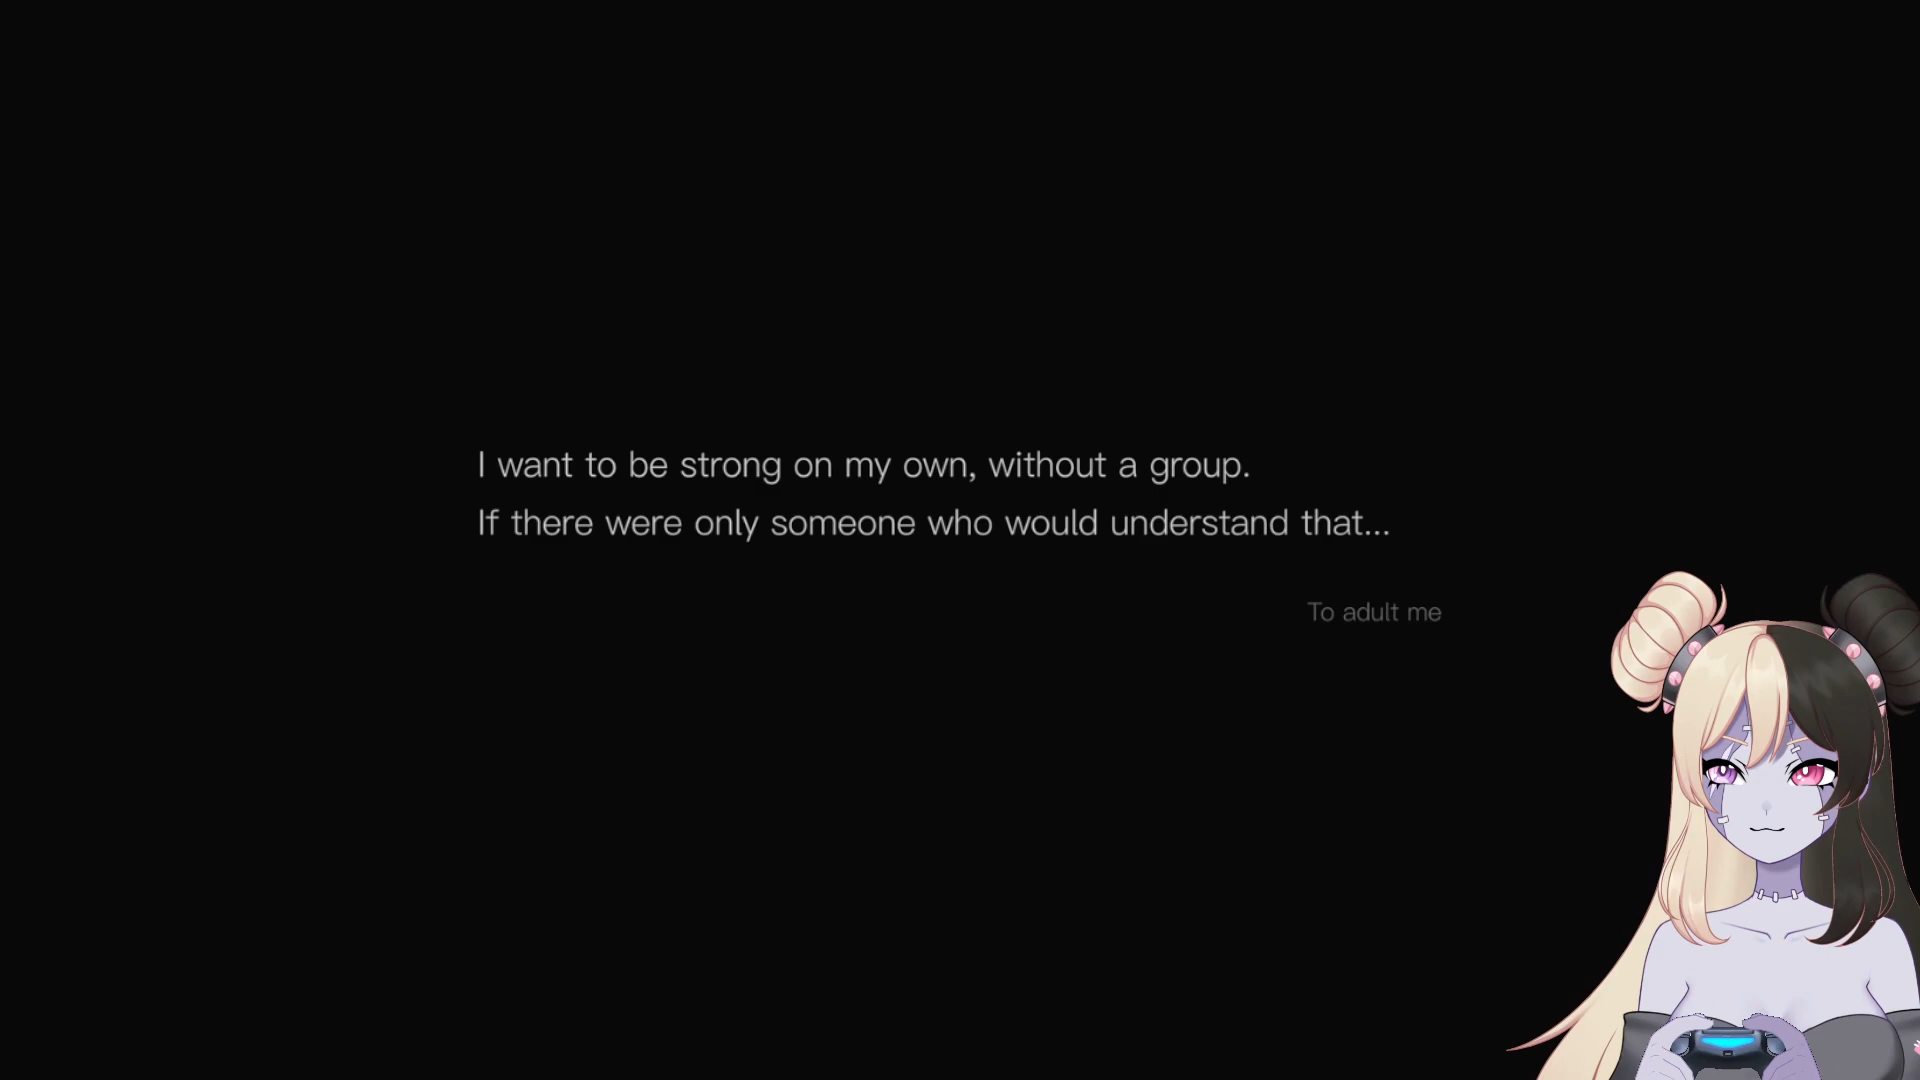 I want to be strong on my own, without a group.
If there were only someone who would understand that...
To adult me